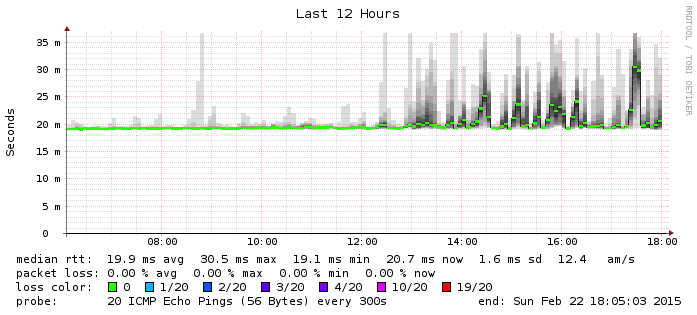 Last 12 Hours
RRDTOOL / TOBI OETIKER
Seconds
35 m
30 m
25 m
20 m
15 m
10 m
5 m
0
08:00 10:00 12:00 14:00 16:00 18:00
median rtt: 19.9 ms avg 30.5 ms max 19.1 ms min 20.7 ms now 1.6 ms sd 12.4 am/s
packet loss: 0.00 % avg 0.00 % max 0.00 % min 0.00 % now
loss color: 0 1/20 2/20 3/20 4/20 10/20 19/20
probe: 20 ICMP Echo Pings (56 Bytes) every 300s end: Sun Feb 22 18:05:03 2015